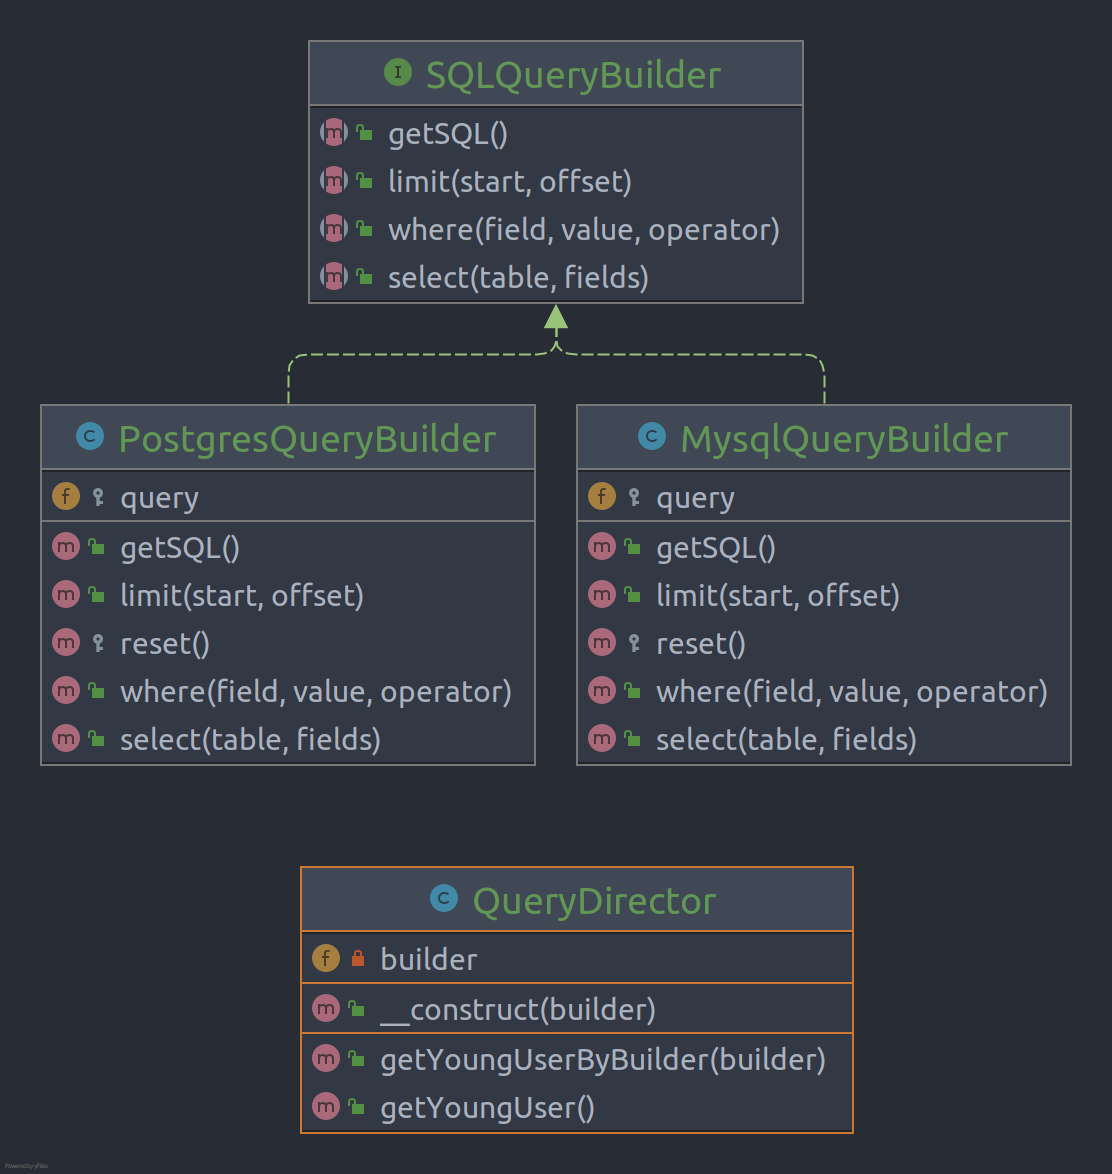 I SQLQueryBuilder
m getSQL()
m limit(start, offset)
m where(field, value, operator)
m select(table, fields)
C PostgresQueryBuilder
f query
m getSQL()
m limit(start, offset)
m reset()
m where(field, value, operator)
m select(table, fields)
C MysqlQueryBuilder
f query
m getSQL()
m limit(start, offset)
m reset()
m where(field, value, operator)
m select(table, fields)
C QueryDirector
f builder
m __construct(builder)
m getYoungUserByBuilder(builder)
m getYoungUser()
Powered by yFiles